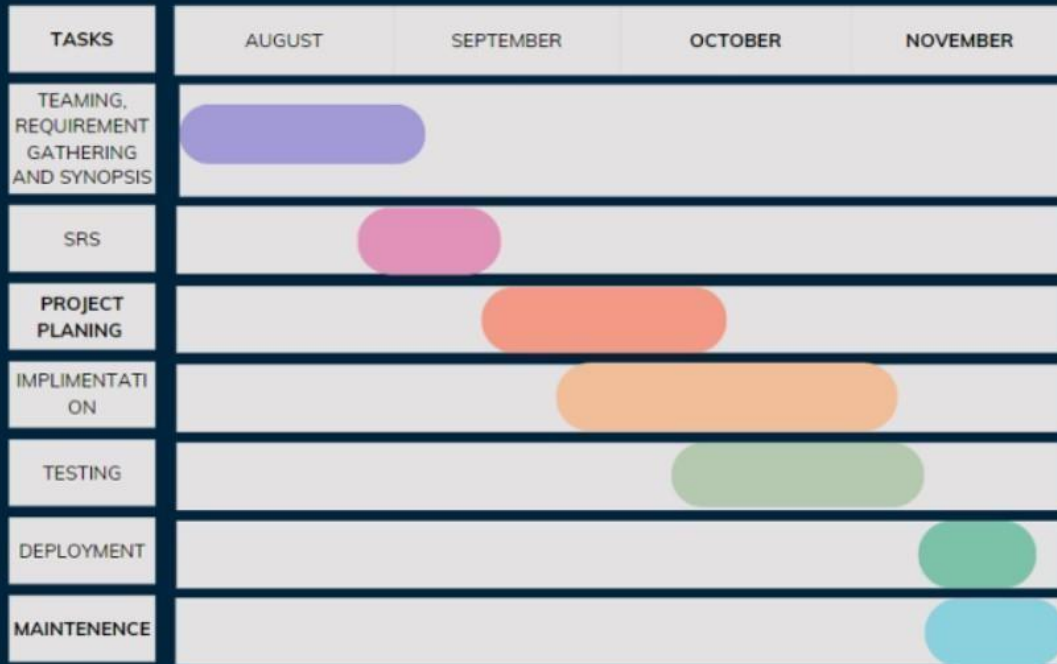 TASKS
AUGUST
SEPTEMBER
OCTOBER
NOVEMBER
TEAMING,
REQUIREMENT
GATHERING
AND SYNOPSIS
SRS
PROJECT
PLANING
IMPLIMENTATI
ON
TESTING
DEPLOYMENT
MAINTENENCE